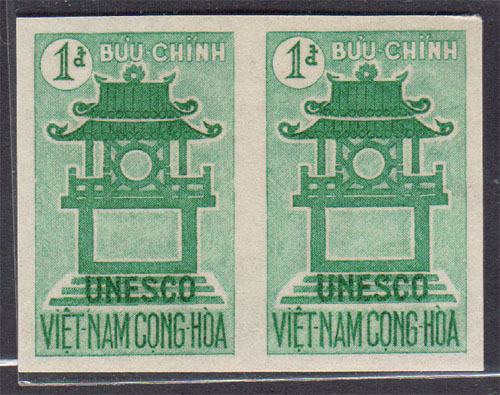 1đ BƯU-CHÍNH
UNESCO
VIỆT-NAM CỘNG-HÒA
1đ BƯU-CHÍNH
UNESCO
VIỆT-NAM CỘNG-HÒA